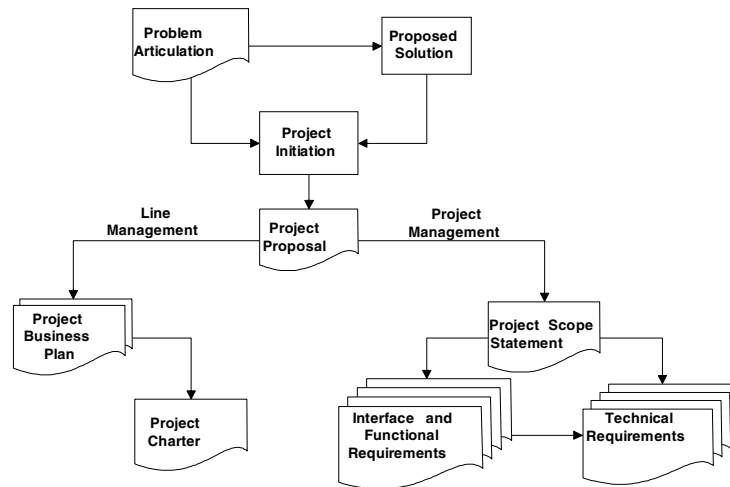 Problem
Articulation
Proposed
Solution
Project
Initiation
Line
Management
Project
Proposal
Project
Management
Project
Business
Plan
Project Scope
Statement
Project
Charter
Interface and
Functional
Requirements
Technical
Requirements